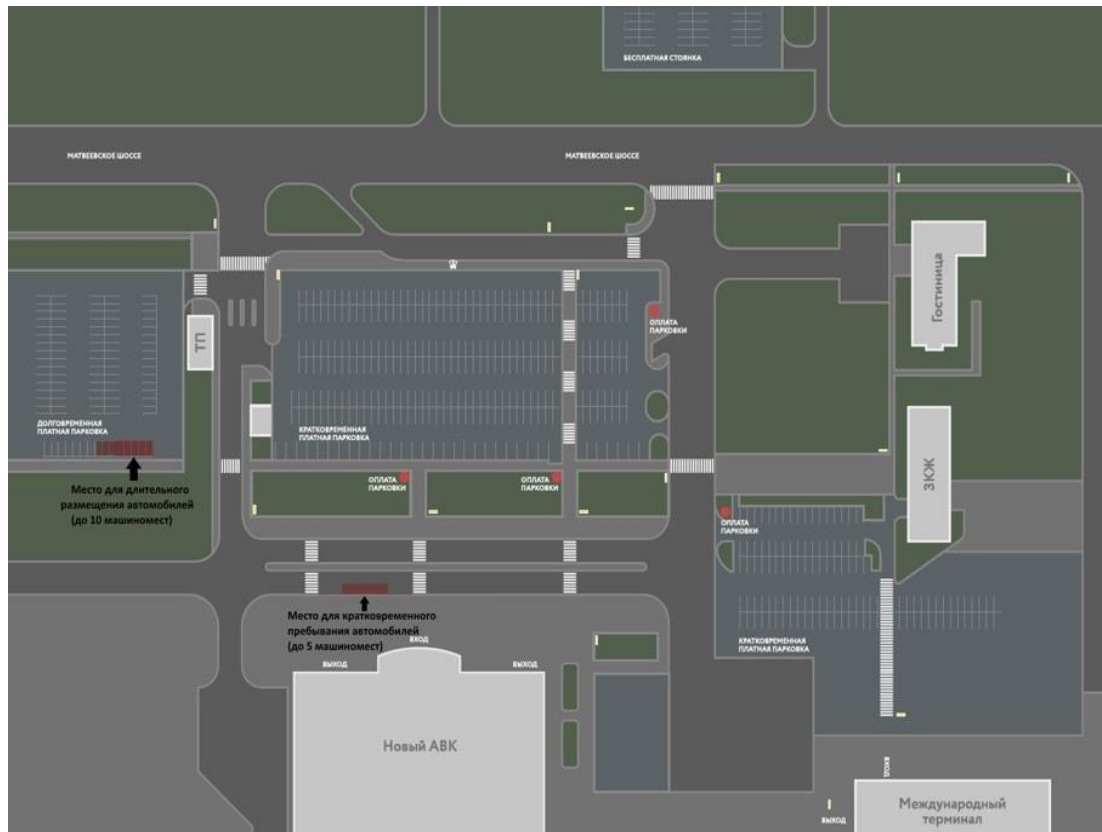 БЕСПЛАТНАЯ СТОЯНКА
МАТВЕЕВСКОЕ ШОССЕ
МАТВЕЕВСКОЕ ШОССЕ
Гостиница
ТП
ОПЛАТА
ПАРКОВКИ
ДОЛГОВРЕМЕННАЯ
ПЛАТНАЯ ПАРКОВКА
КРАТКОВРЕМЕННАЯ
ПЛАТНАЯ ПАРКОВКА
ЗКЖ
ОПЛАТА
ПАРКОВКИ
ОПЛАТА
ПАРКОВКИ
Место для длительного
размещения автомобилей
(до 10 машиномест)
ОПЛАТА
ПАРКОВКИ
Место для кратковременного
пребывания автомобилей
(до 5 машиномест)
ВХОД
ВЫХОД
ВЫХОД
КРАТКОВРЕМЕННАЯ
ПЛАТНАЯ ПАРКОВКА
Новый АВК
ВХОД
Международный
терминал
ВЫХОД